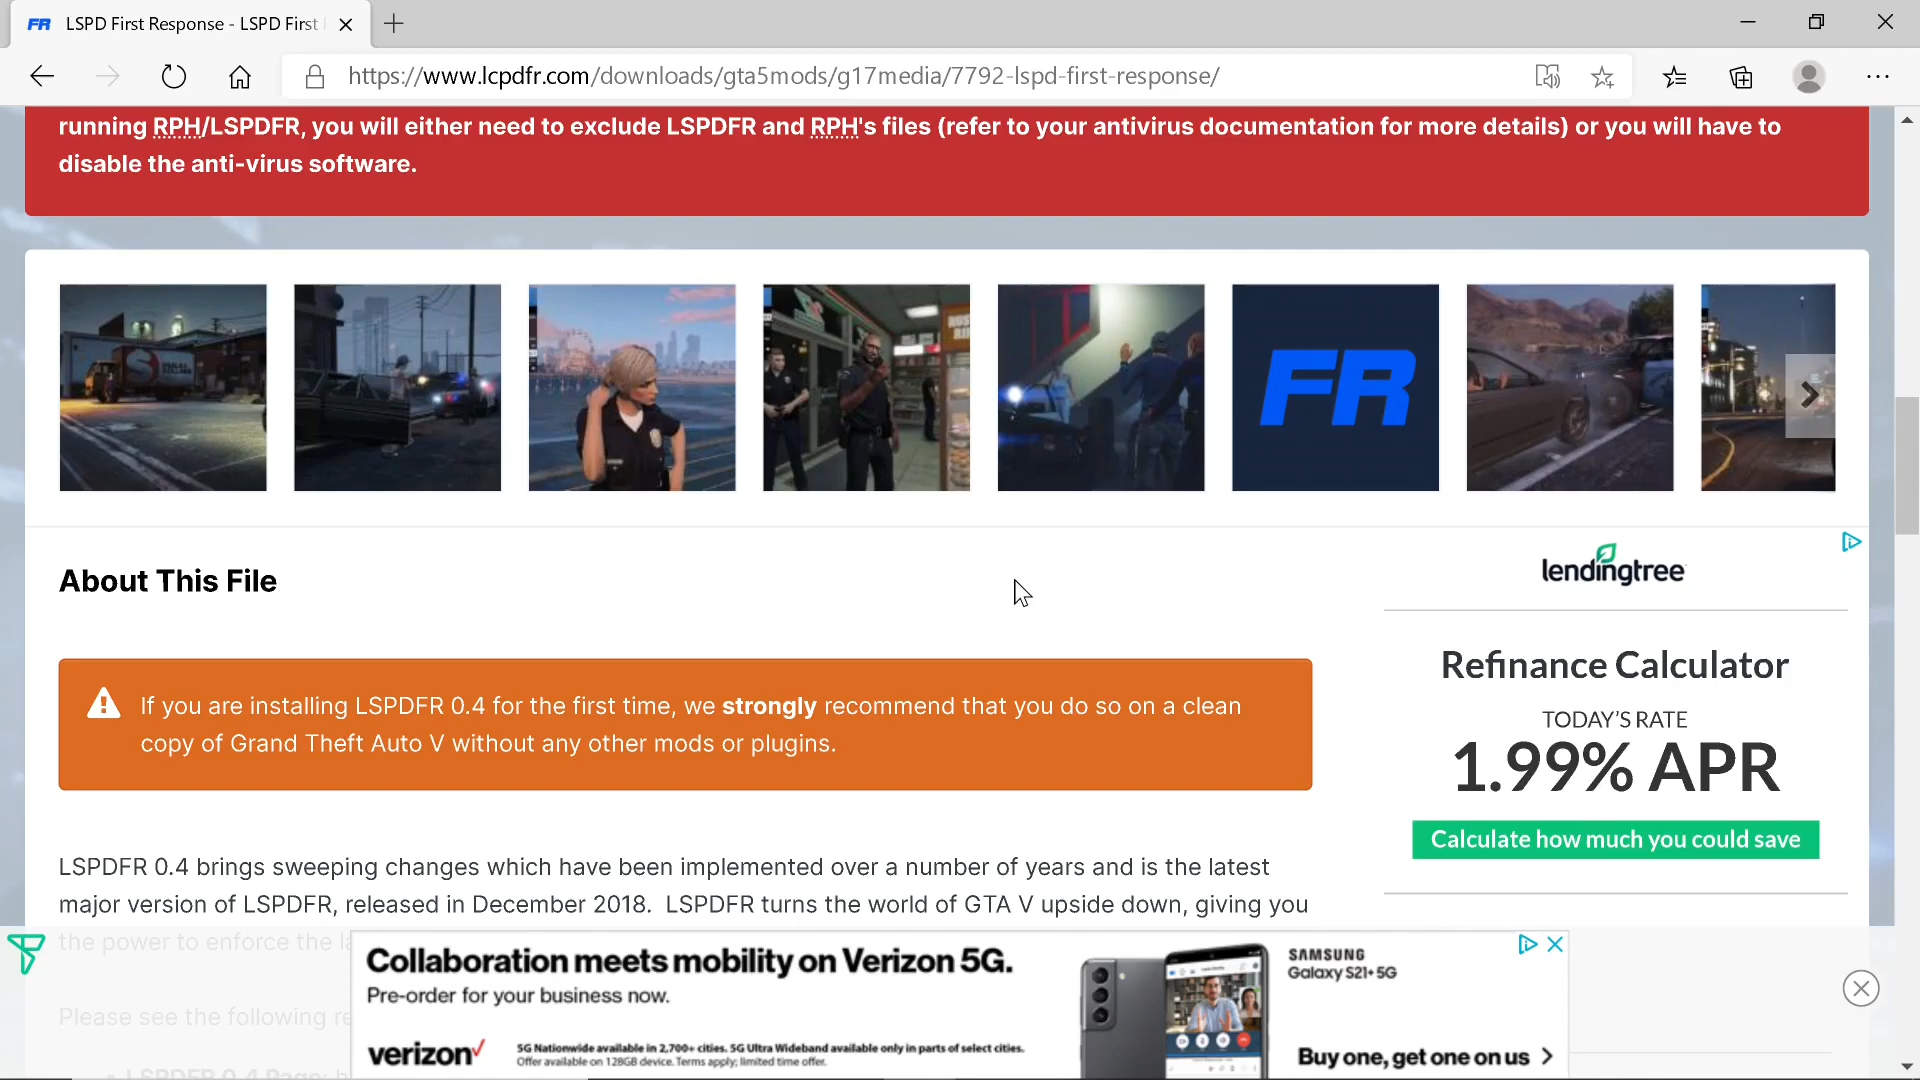 FR LSPD First Response - LSPD First
https://www.lcpdfr.com/downloads/gta5mods/g17media/7792-lspd-first-response/
running RPH/LSPDFR, you will either need to exclude LSPDFR and RPH's files (refer to your antivirus documentation for more details) or you will have to
disable the anti-virus software.
FR
About This File
If you are installing LSPDFR 0.4 for the first time, we strongly recommend that you do so on a clean
copy of Grand Theft Auto V without any other mods or plugins.
LSPDFR 0.4 brings sweeping changes which have been implemented over a number of years and is the latest
major version of LSPDFR, released in December 2018. LSPDFR turns the world of GTA V upside down, giving you
the power to enforce the
Please see the following
LSPDFR 0.4 Page:
lendingtree
Refinance Calculator
TODAY'S RATE
1.99% APR
Calculate how much you could save
Collaboration meets mobility on Verizon 5G.
Pre-order for your business now.
verizon
5G Nationwide available in 2,700+ cities. 5G Ultra Wideband available only in parts of select cities.
Offer available on 128GB device. Terms apply; limited time offer.
SAMSUNG
Galaxy S21+ 5G
Buy one, get one on us >